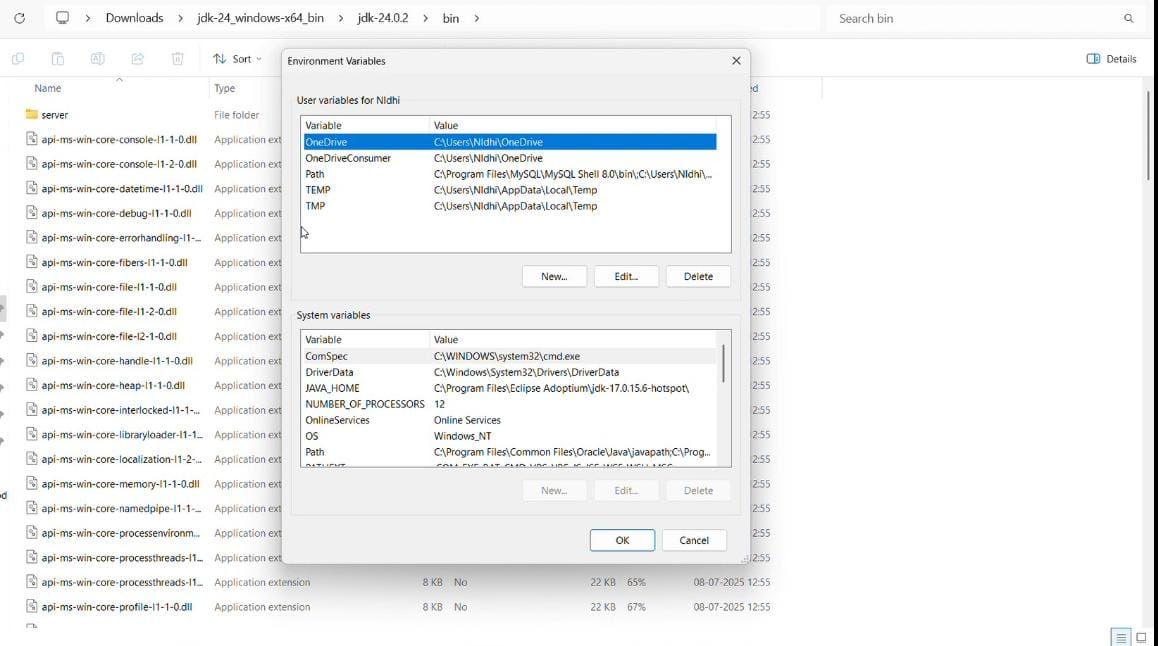 Downloads > jdk-24_windows-x64_bin > jdk-24.0.2 > bin >
Search bin
Sort
Details
Environment Variables
Name
Type
User variables for NIdhi
Variable Value
OneDrive C:\Users\NIdhi\OneDrive
OneDriveConsumer C:\Users\NIdhi\OneDrive
Path C:\Program Files\MySQL\MySQL Shell 8.0\bin\;C:\Users\NIdhi\...
TEMP C:\Users\NIdhi\AppData\Local\Temp
TMP C:\Users\NIdhi\AppData\Local\Temp
New... Edit... Delete
System variables
Variable Value
ComSpec C:\WINDOWS\system32\cmd.exe
DriverData C:\Windows\System32\Drivers\DriverData
JAVA_HOME C:\Program Files\Eclipse Adoptium\jdk-17.0.15.6-hotspot\
NUMBER_OF_PROCESSORS 12
OnlineServices Online Services
OS Windows_NT
Path C:\Program Files\Common Files\Oracle\Java\javapath;C:\Prog...
New... Edit... Delete
OK Cancel
server File folder 2:55
api-ms-win-core-console-l1-1-0.dll Application ext 2:55
api-ms-win-core-console-l1-2-0.dll Application ext 2:55
api-ms-win-core-datetime-l1-1-0.dll Application ext 2:55
api-ms-win-core-debug-l1-1-0.dll Application ext 2:55
api-ms-win-core-errorhandling-l1-... Application ext 2:55
api-ms-win-core-fibers-l1-1-0.dll Application ext 2:55
api-ms-win-core-file-l1-1-0.dll Application ext 2:55
api-ms-win-core-file-l1-2-0.dll Application ext 2:55
api-ms-win-core-file-l2-1-0.dll Application ext 2:55
api-ms-win-core-handle-l1-1-0.dll Application ext 2:55
api-ms-win-core-heap-l1-1-0.dll Application ext 2:55
api-ms-win-core-interlocked-l1-1-... Application ext 2:55
api-ms-win-core-libraryloader-l1-1... Application ext 2:55
api-ms-win-core-localization-l1-2-... Application ext 2:55
api-ms-win-core-memory-l1-1-0.dll Application ext 2:55
api-ms-win-core-namedpipe-l1-1-... Application ext 2:55
api-ms-win-core-processenvironm... Application ext 2:55
api-ms-win-core-processthreads-l1... Application ext 2:55
api-ms-win-core-processthreads-l1... Application extension 8 KB No 22 KB 65% 08-07-2025 12:55
api-ms-win-core-profile-l1-1-0.dll Application extension 8 KB No 22 KB 67% 08-07-2025 12:55